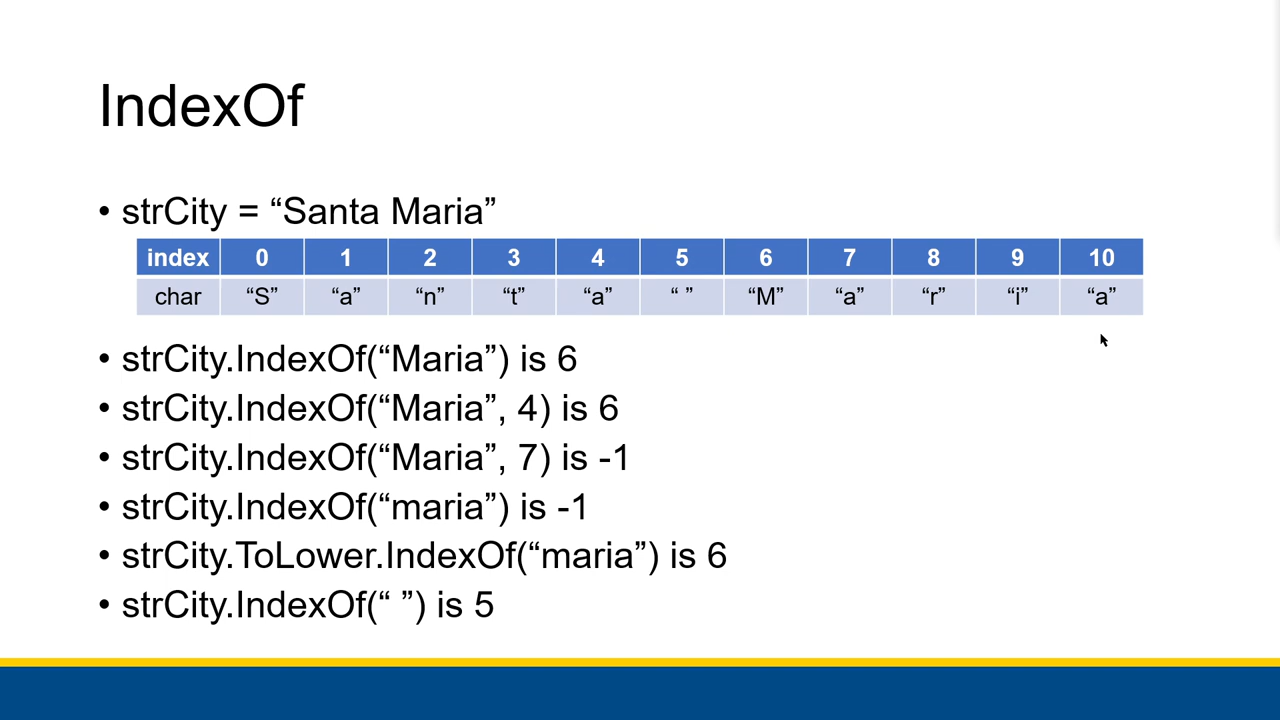 IndexOf
• strCity = “Santa Maria”
index 0 1 2 3 4 5 6 7 8 9 10
char “S” “a” “n” “t” “a” “ ” “M” “a” “r” “i” “a”
• strCity.IndexOf(“Maria”) is 6
• strCity.IndexOf(“Maria”, 4) is 6
• strCity.IndexOf(“Maria”, 7) is -1
• strCity.IndexOf(“maria”) is -1
• strCity.ToLower.IndexOf(“maria”) is 6
• strCity.IndexOf(“ ”) is 5